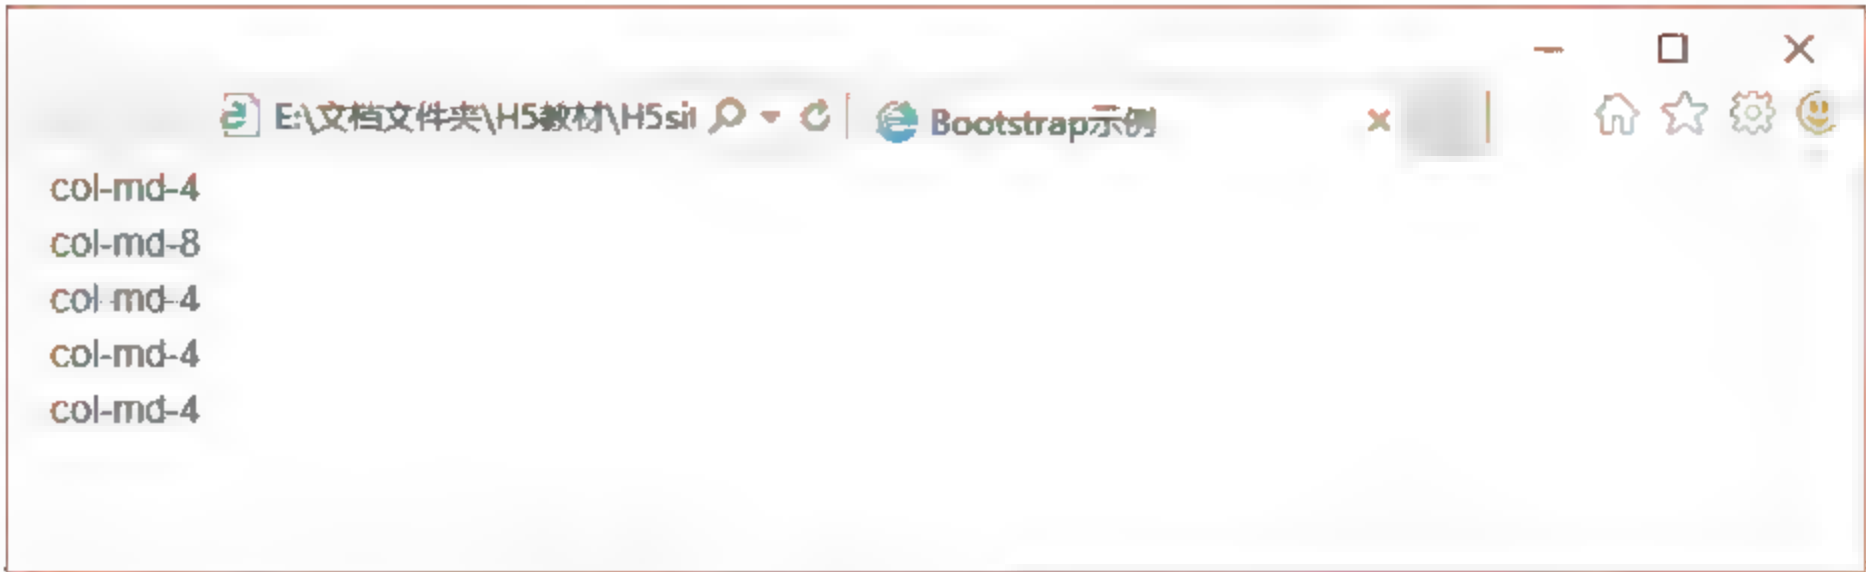 E:\文档文件夹\H5教材\H5sit
Bootstrap示例
col-md-4
col-md-8
col-md-4
col-md-4
col-md-4